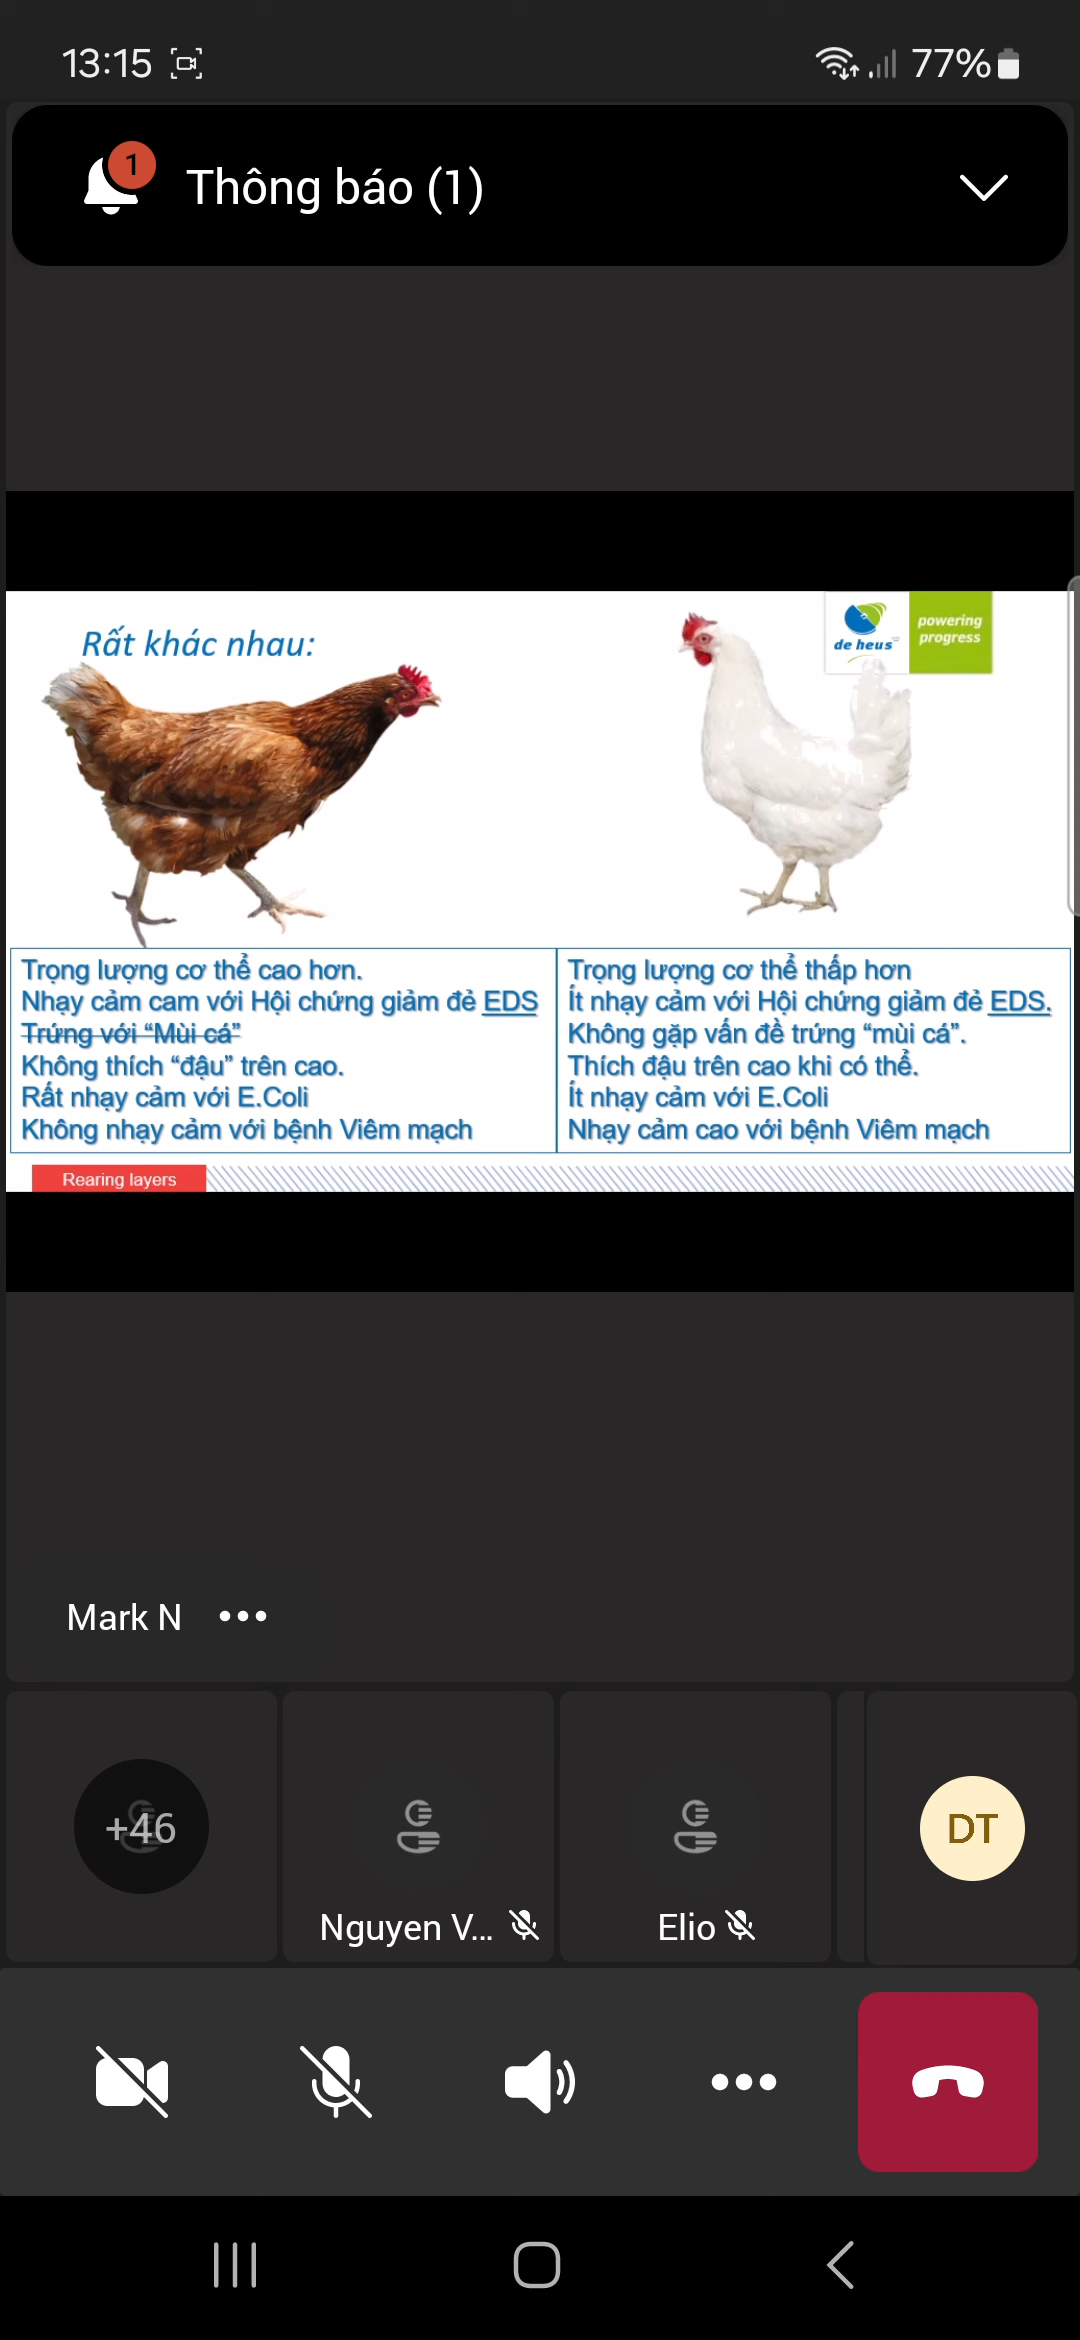 13:15
77%
1
Thông báo (1)
Rất khác nhau:
de heus
powering
progress
Trọng lượng cơ thể cao hơn.
Nhạy cảm cam với Hội chứng giảm đẻ EDS
Trứng với “Mùi cá”
Không thích “đậu” trên cao.
Rất nhạy cảm với E.Coli
Không nhạy cảm với bệnh Viêm mạch
Trọng lượng cơ thể thấp hơn
Ít nhạy cảm với Hội chứng giảm đẻ EDS.
Không gặp vấn đề trứng “mùi cá”.
Thích đậu trên cao khi có thể.
Ít nhạy cảm với E.Coli
Nhạy cảm cao với bệnh Viêm mạch
Rearing layers
Mark N
+46
Nguyen V...
Elio
DT